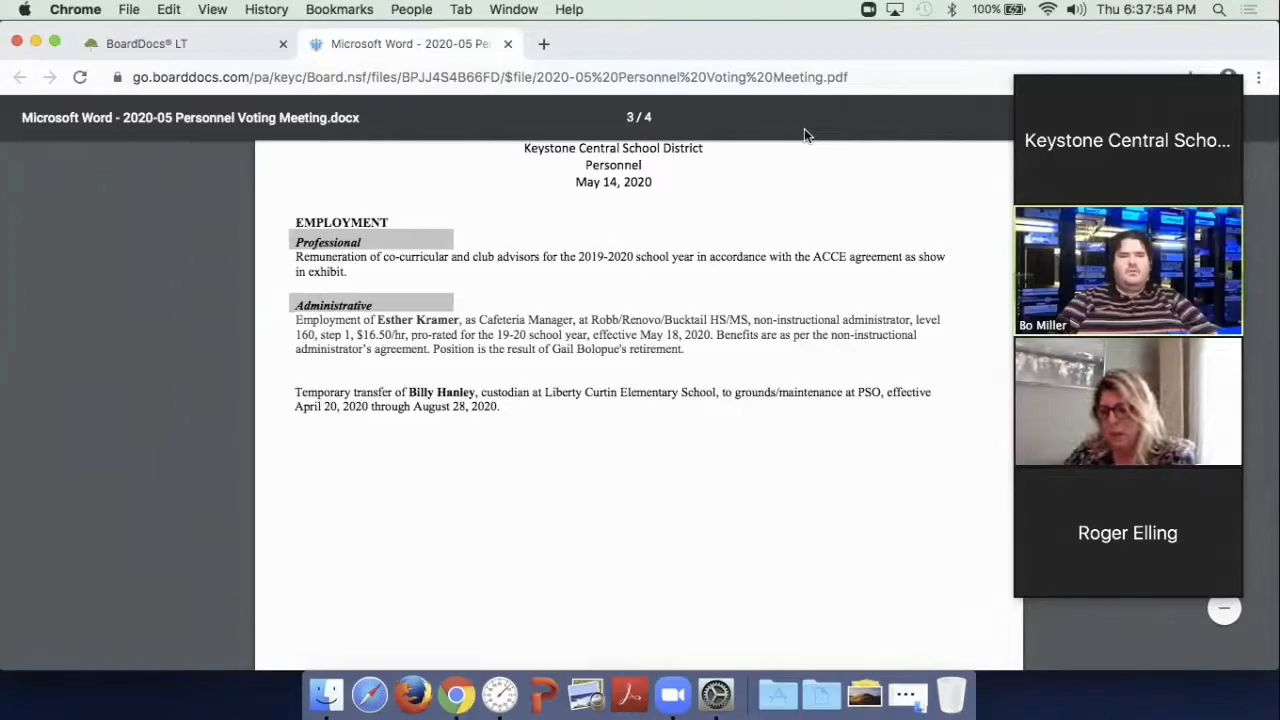 Chrome File Edit View History Bookmarks People Tab Window Help 100% Thu 6:37:54 PM
BoardDocs® LT
Microsoft Word - 2020-05 Pe
go.boarddocs.com/pa/keyc/Board.nsf/files/BPJJ4S4B66FD/$file/2020-05%20Personnel%20Voting%20Meeting.pdf
Microsoft Word - 2020-05 Personnel Voting Meeting.docx
3 / 4
Keystone Central School District
Personnel
May 14, 2020
EMPLOYMENT
Professional
Remuneration of co-curricular and club advisors for the 2019-2020 school year in accordance with the ACCE agreement as show
in exhibit.
Administrative
Employment of Esther Kramer, as Cafeteria Manager, at Robb/Renovo/Bucktail HS/MS, non-instructional administrator, level
160, step 1, $16.50/hr, pro-rated for the 19-20 school year, effective May 18, 2020. Benefits are as per the non-instructional
administrator's agreement. Position is the result of Gail Bolopue's retirement.
Temporary transfer of Billy Hanley, custodian at Liberty Curtin Elementary School, to grounds/maintenance at PSO, effective
April 20, 2020 through August 28, 2020.
Keystone Central Scho...
Bo Miller
Roger Elling